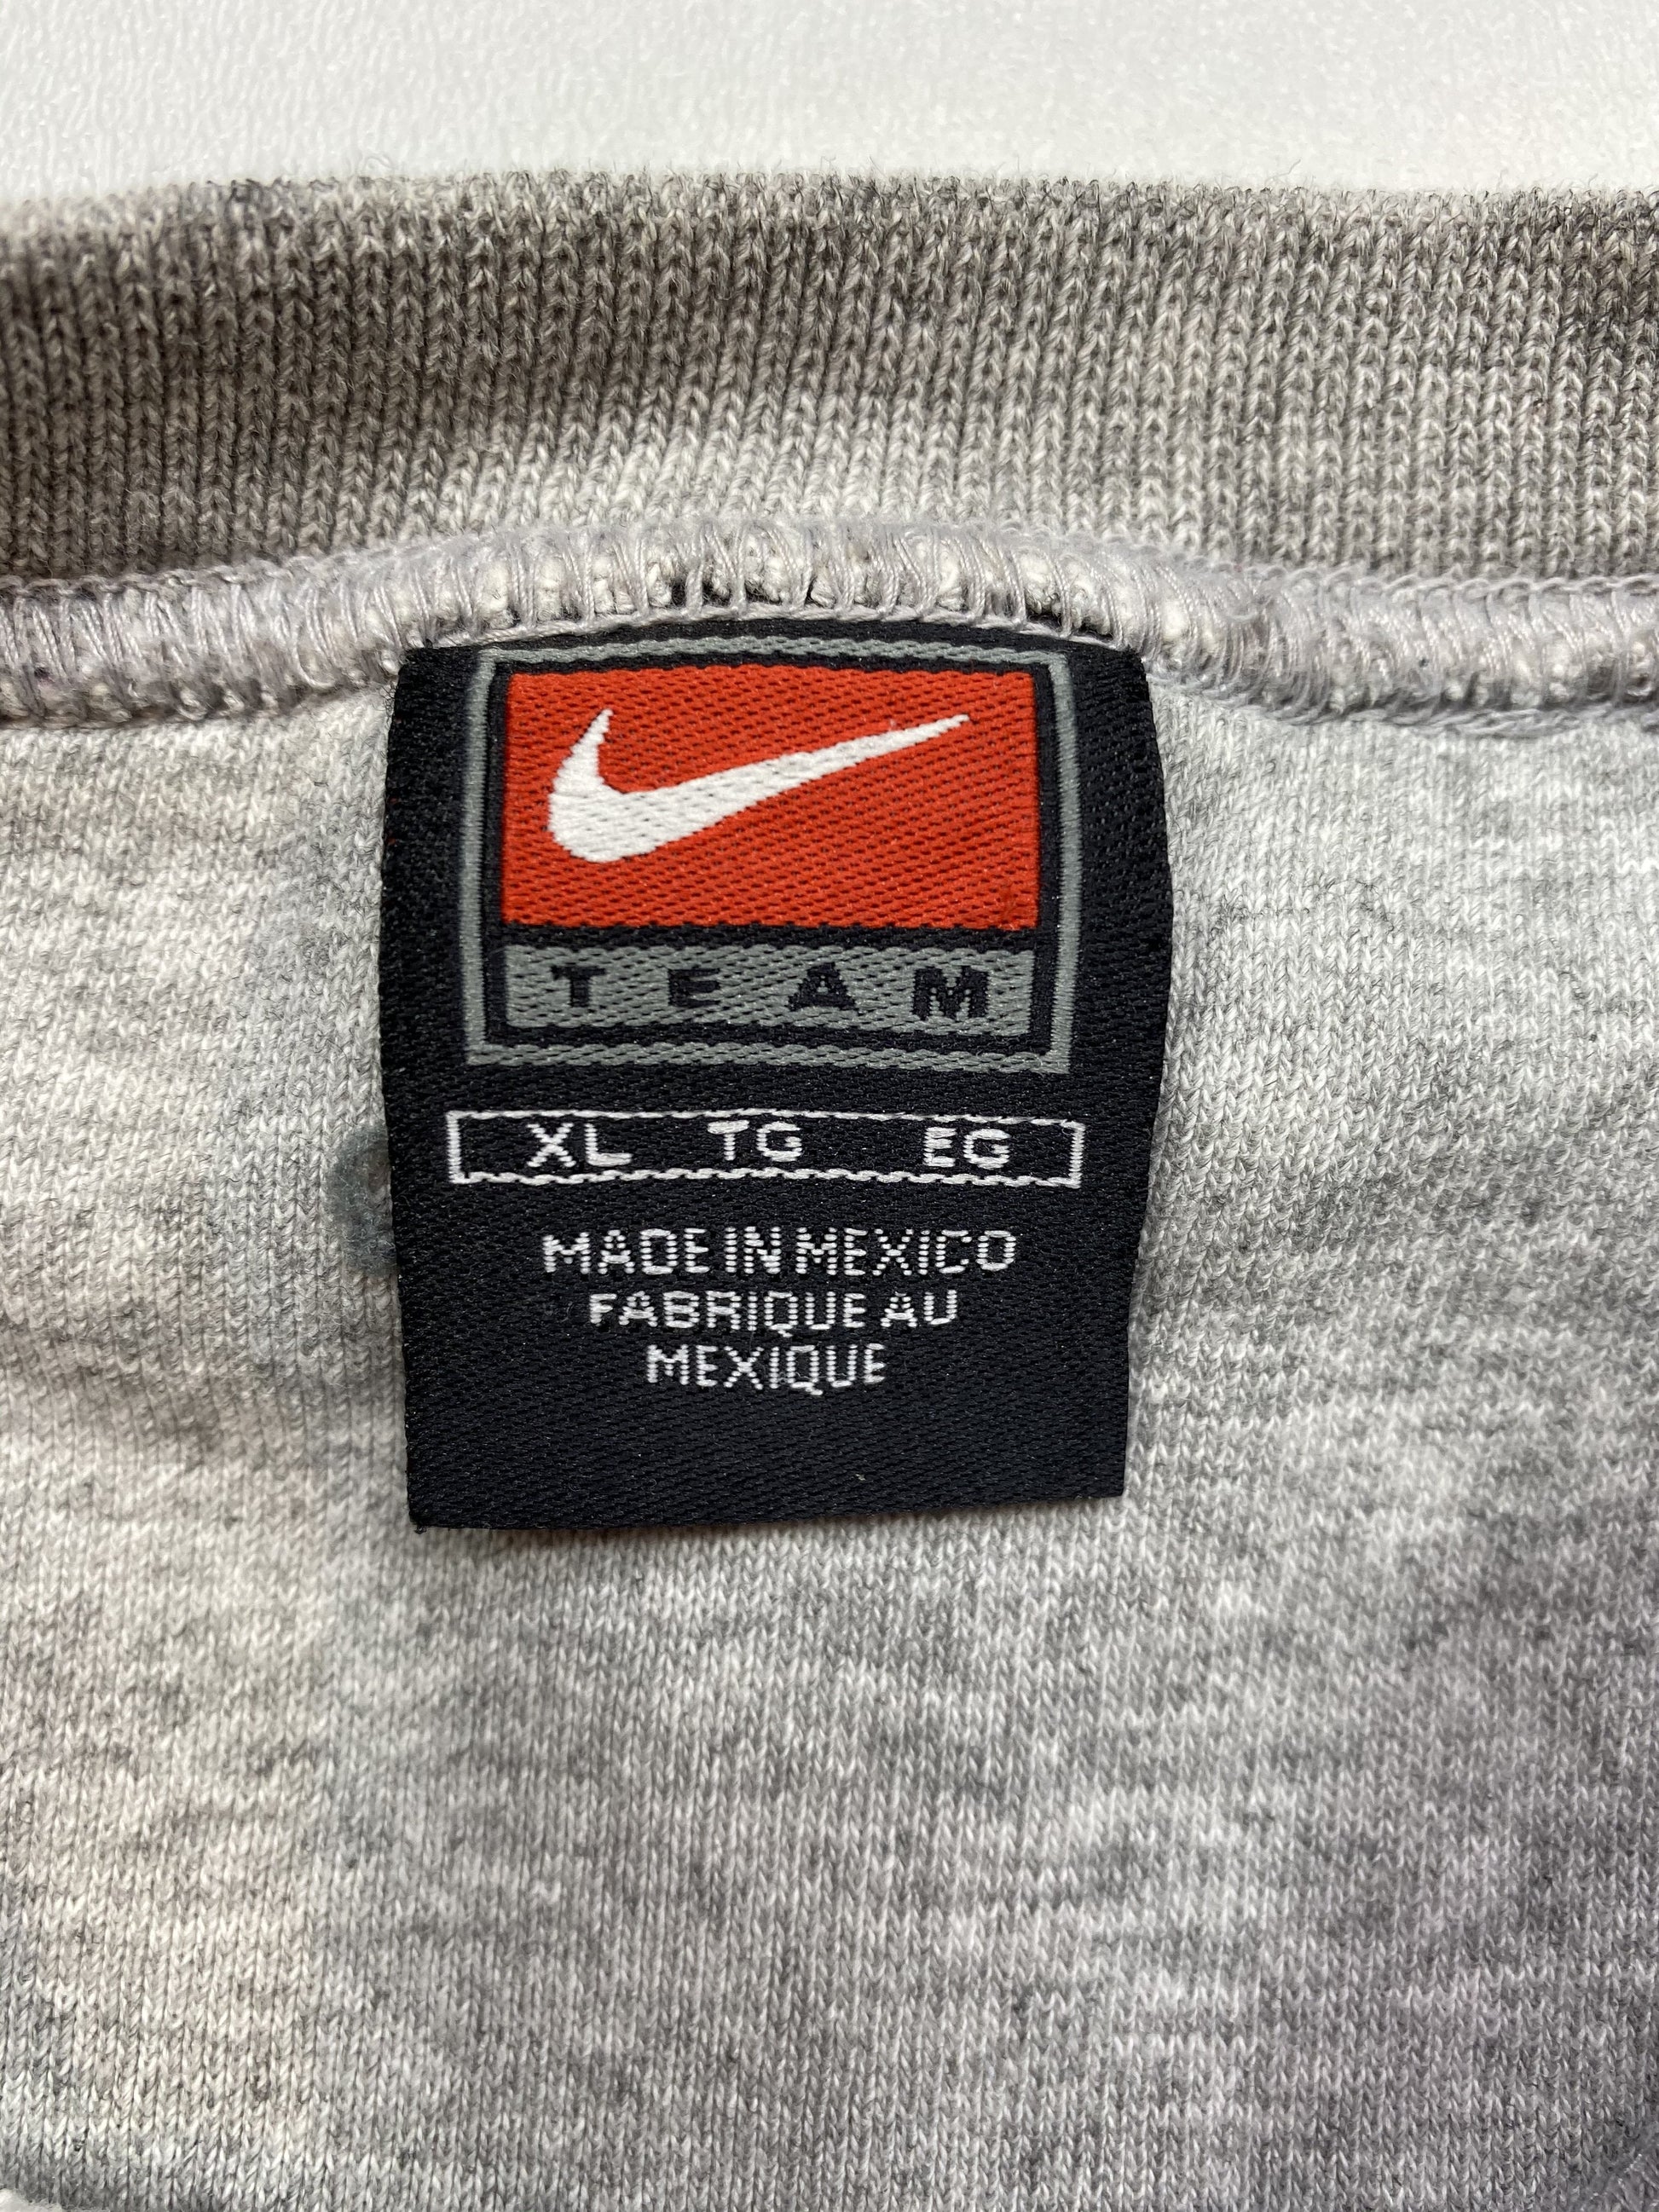 TEAM
XL TG EG
MADE IN MEXICO
FABRIQUE AU
MEXIQUE